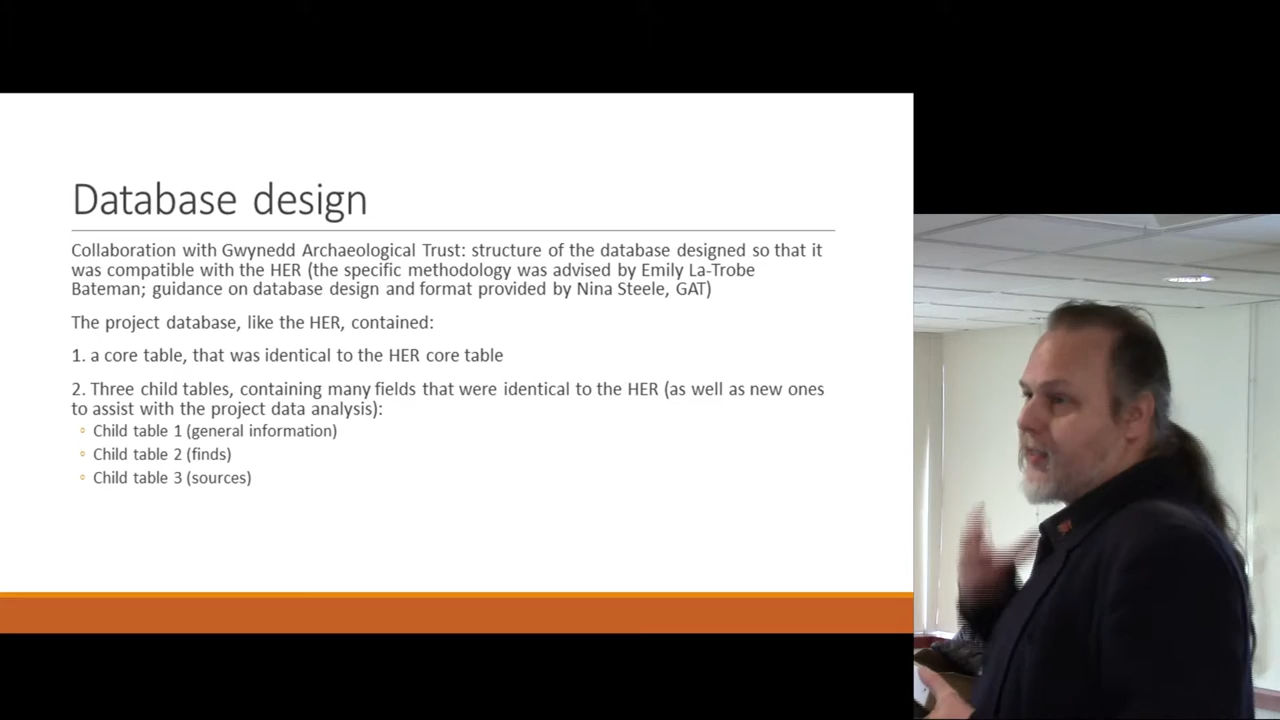 Database design
Collaboration with Gwynedd Archaeological Trust: structure of the database designed so that it
was compatible with the HER (the specific methodology was advised by Emily La-Trobe
Bateman; guidance on database design and format provided by Nina Steele, GAT)
The project database, like the HER, contained:
1. a core table, that was identical to the HER core table
2. Three child tables, containing many fields that were identical to the HER (as well as new ones
to assist with the project data analysis):
◦ Child table 1 (general information)
◦ Child table 2 (finds)
◦ Child table 3 (sources)